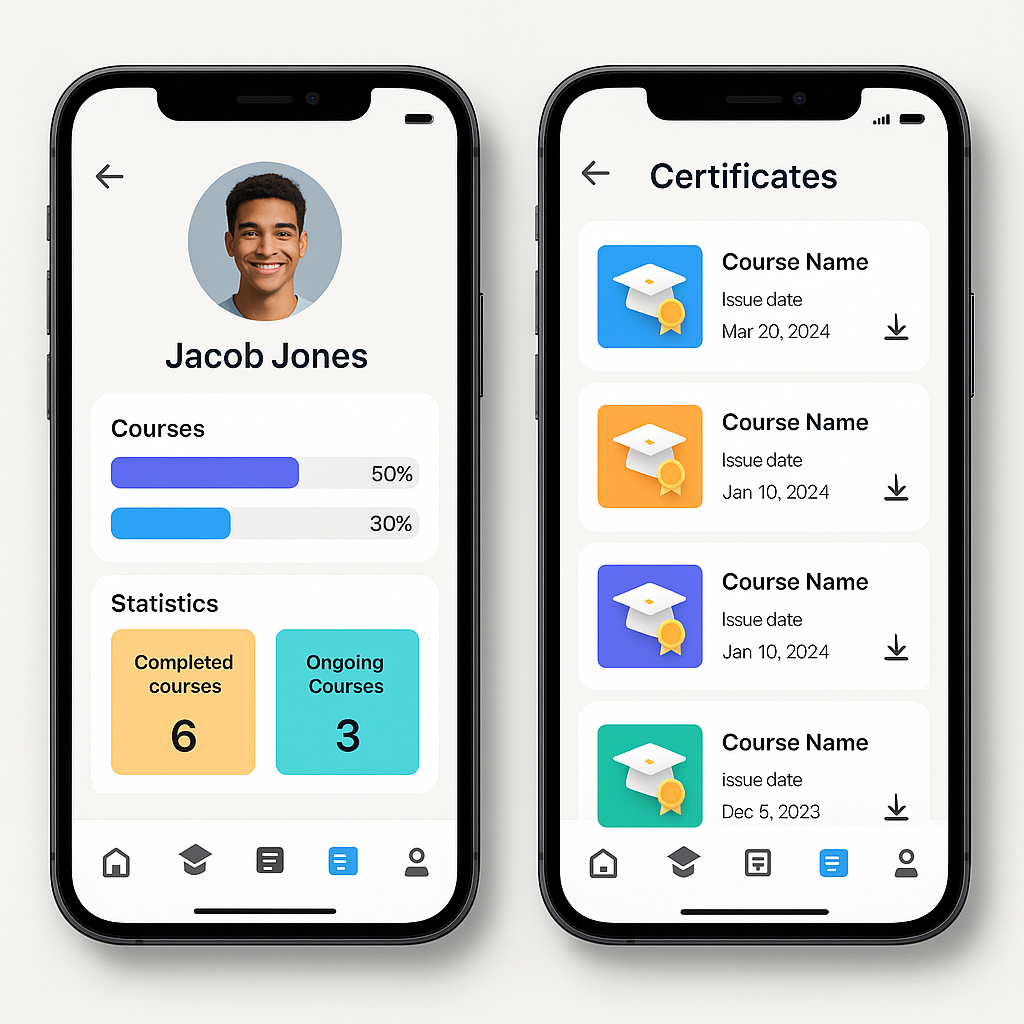 Jacob Jones
Courses
50%
30%
Statistics
Completed
courses
6
Ongoing
Courses
3
Certificates
Course Name
Issue date
Mar 20, 2024
Course Name
Issue date
Jan 10, 2024
Course Name
Issue date
Jan 10, 2024
Course Name
issue date
Dec 5, 2023